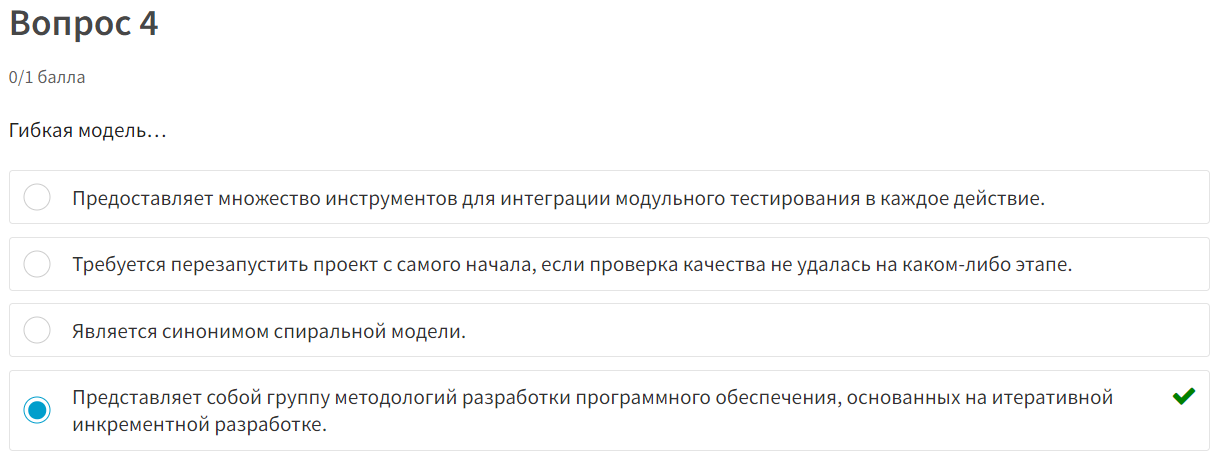 Вопрос 4
0/1 балла
Гибкая модель…
Предоставляет множество инструментов для интеграции модульного тестирования в каждое действие.
Требуется перезапустить проект с самого начала, если проверка качества не удалась на каком-либо этапе.
Является синонимом спиральной модели.
Представляет собой группу методологий разработки программного обеспечения, основанных на итеративной
инкрементной разработке.